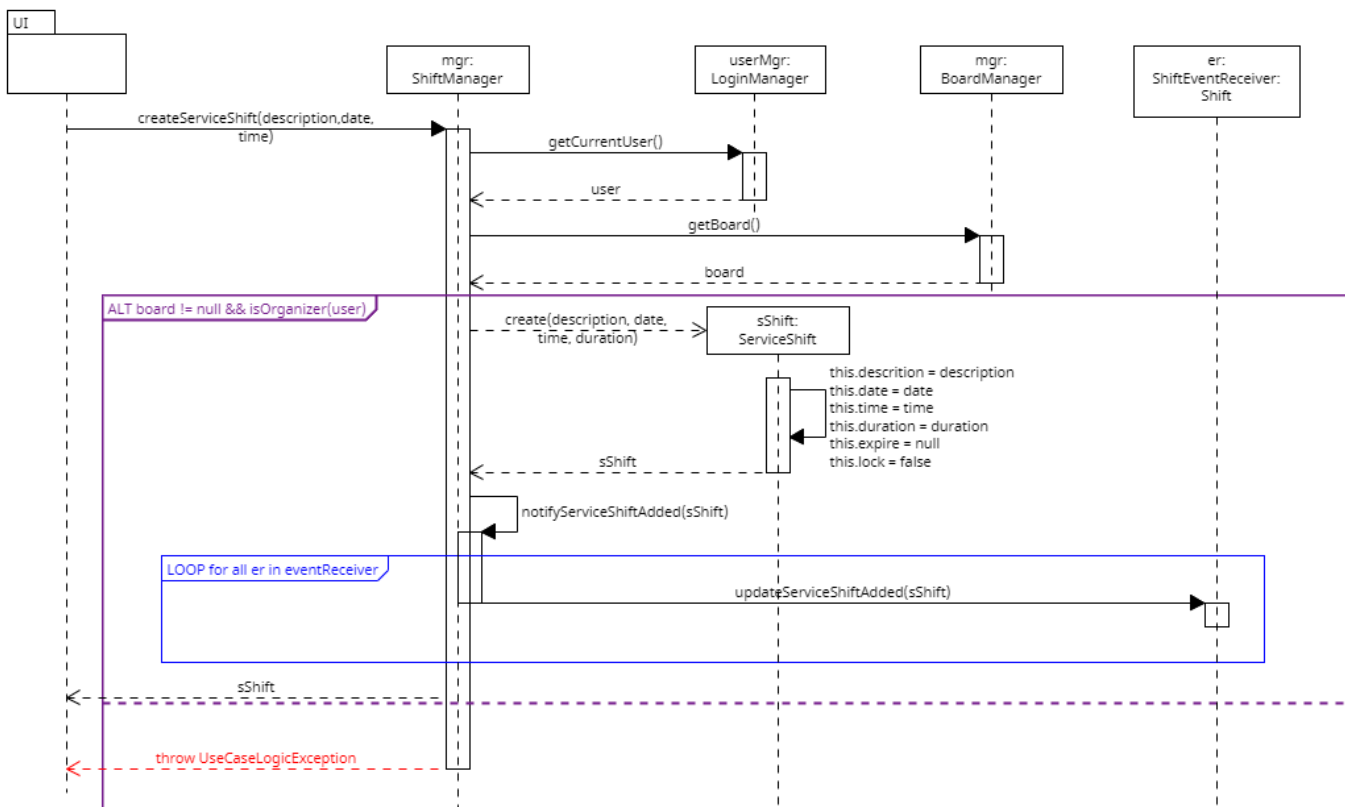 UI
mgr:
ShiftManager
userMgr:
LoginManager
mgr:
BoardManager
er:
ShiftEventReceiver:
Shift
createServiceShift(description,date,
time)
getCurrentUser()
user
getBoard()
board
ALT board != null && isOrganizer(user)
create(description, date,
time, duration)
sShift:
ServiceShift
this.descrition = description
this.date = date
this.time = time
this.duration = duration
this.expire = null
this.lock = false
sShift
notifyServiceShiftAdded(sShift)
LOOP for all er in eventReceiver
updateServiceShiftAdded(sShift)
sShift
throw UseCaseLogicException